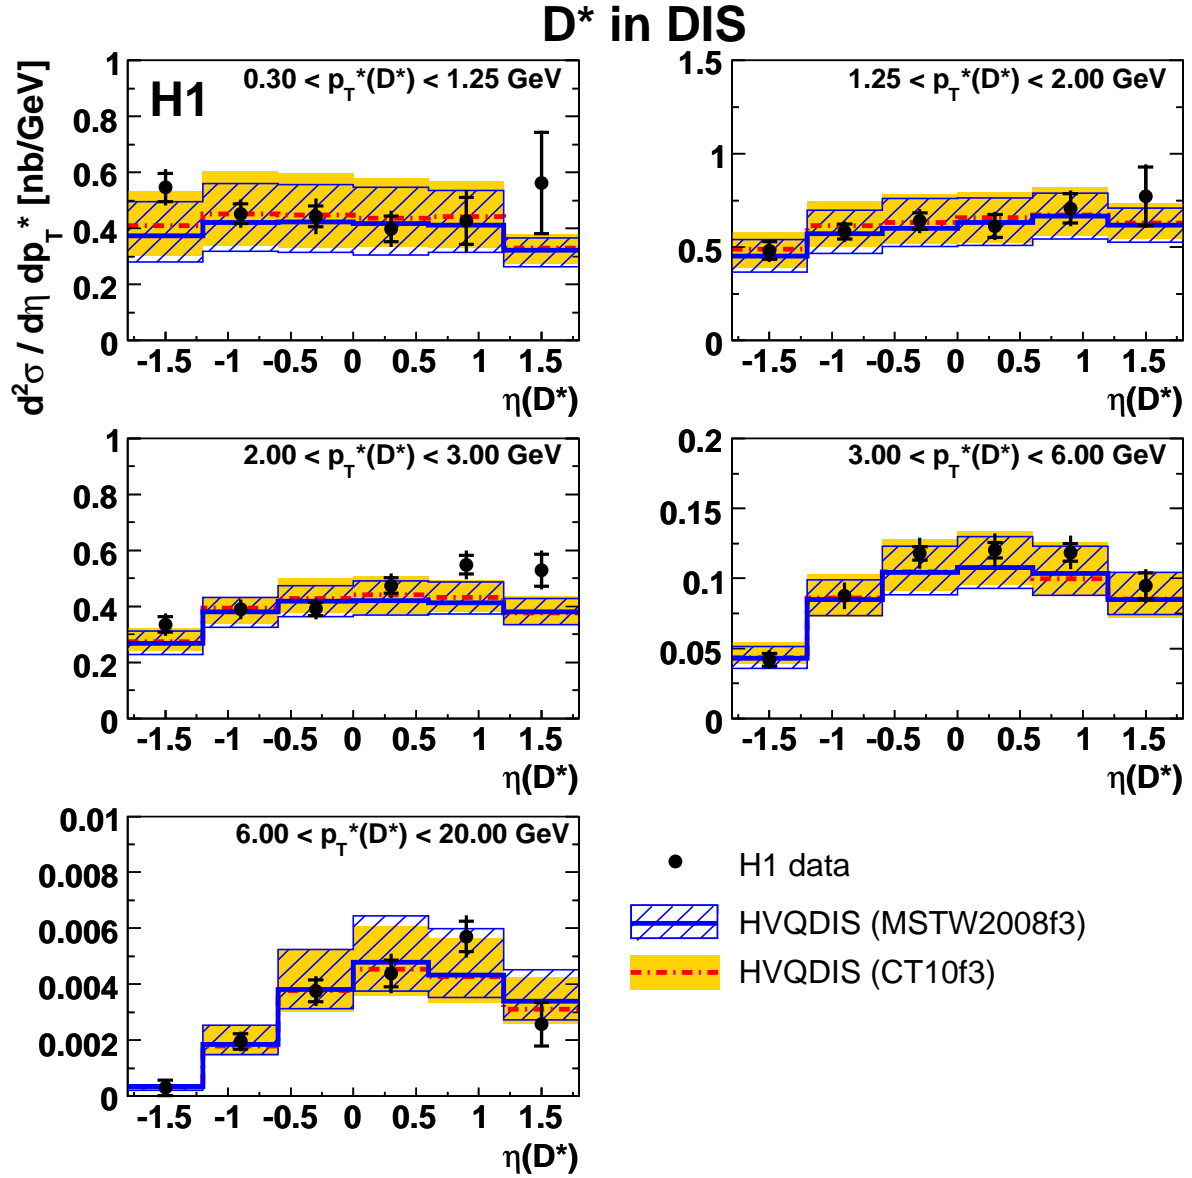 D* in DIS
d²σ / dη dp_T* [nb/GeV]
H1
0.30 < p_T*(D*) < 1.25 GeV
1
0.8
0.6
0.4
0.2
0
-1.5 -1 -0.5 0 0.5 1 1.5
η(D*)
1.25 < p_T*(D*) < 2.00 GeV
1.5
1
0.5
0
-1.5 -1 -0.5 0 0.5 1 1.5
η(D*)
2.00 < p_T*(D*) < 3.00 GeV
1
0.8
0.6
0.4
0.2
0
-1.5 -1 -0.5 0 0.5 1 1.5
η(D*)
3.00 < p_T*(D*) < 6.00 GeV
0.2
0.15
0.1
0.05
0
-1.5 -1 -0.5 0 0.5 1 1.5
η(D*)
6.00 < p_T*(D*) < 20.00 GeV
0.01
0.008
0.006
0.004
0.002
0
-1.5 -1 -0.5 0 0.5 1 1.5
η(D*)
H1 data
HVQDIS (MSTW2008f3)
HVQDIS (CT10f3)